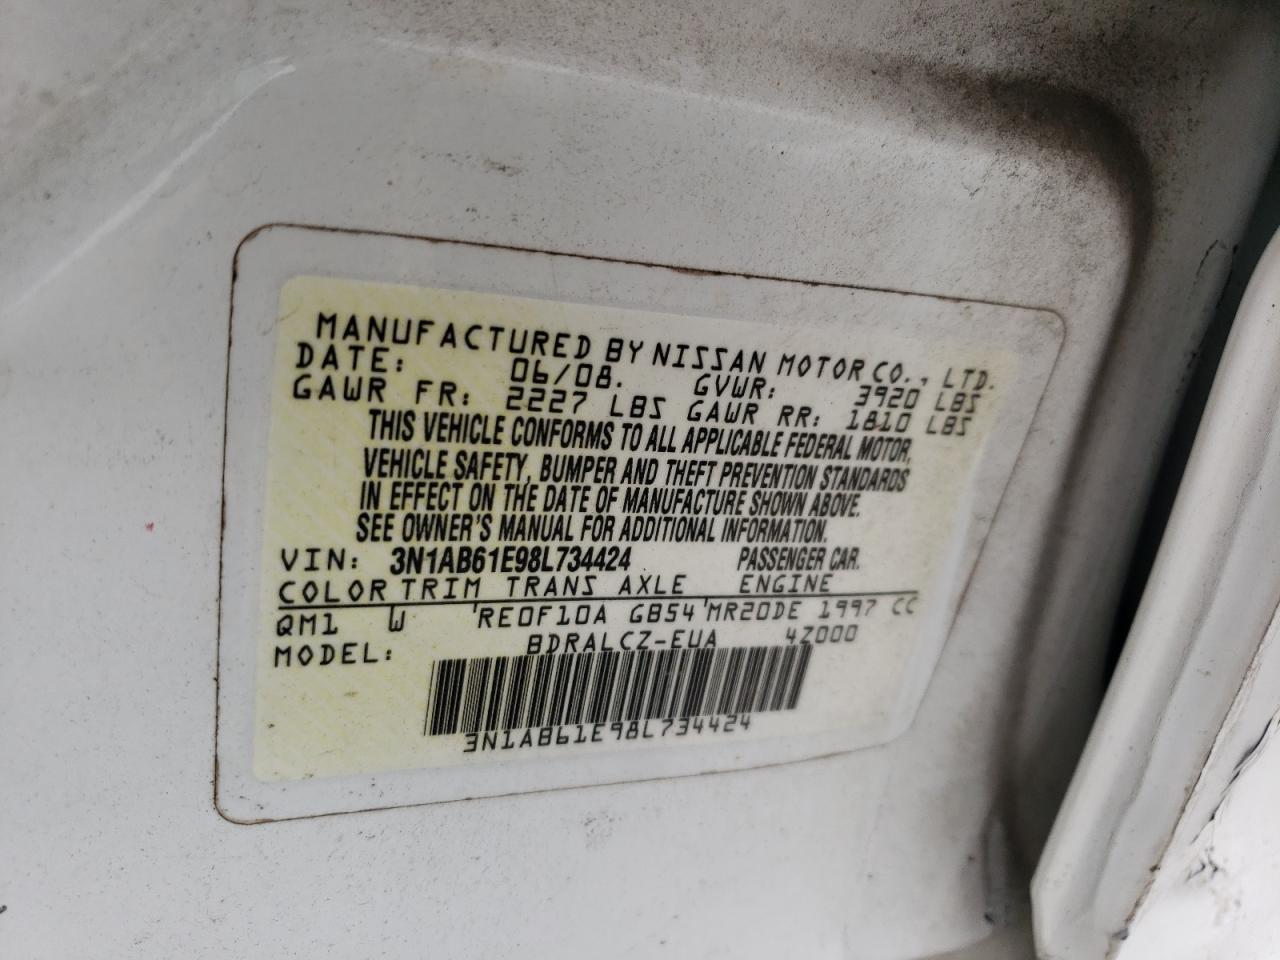 MANUFACTURED BY NISSAN MOTOR CO., LTD.
DATE: 06/08. GVWR: 3920 LBS
GAWR FR: 2227 LBS GAWR RR: 1810 LBS
THIS VEHICLE CONFORMS TO ALL APPLICABLE FEDERAL MOTOR,
VEHICLE SAFETY, BUMPER AND THEFT PREVENTION STANDARDS
IN EFFECT ON THE DATE OF MANUFACTURE SHOWN ABOVE.
SEE OWNER'S MANUAL FOR ADDITIONAL INFORMATION.
VIN: 3N1AB61E98L734424 PASSENGER CAR.
COLOR TRIM TRANS AXLE ENGINE
QM1 W 'RE0F10A GB54'MR20DE 1997 CC
MODEL: BDRALCZ-EUA 4Z000
3N1AB61E98L734424